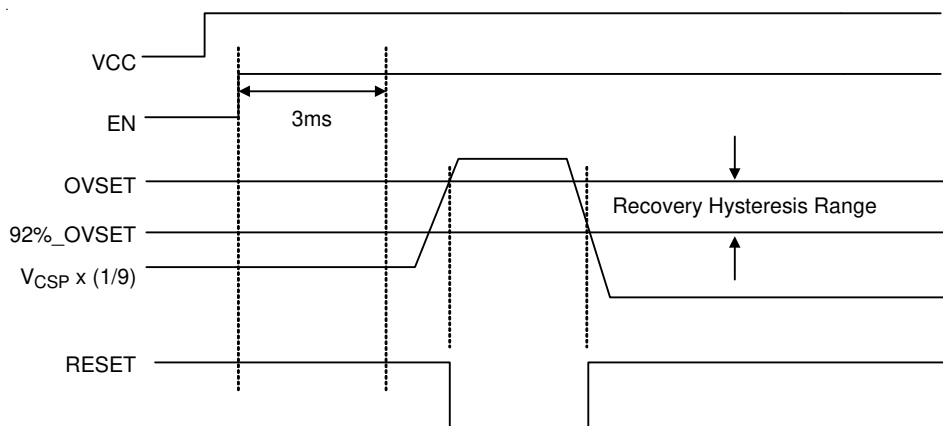 VCC
3ms
EN
OVSET
Recovery Hysteresis Range
92%_OVSET
VCSP x (1/9)
RESET